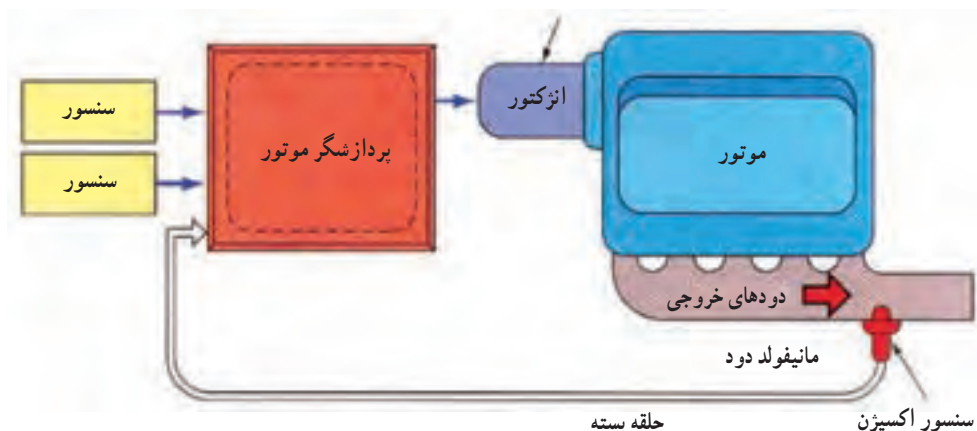 انژکتور
سنسور
پردازشگر موتور
موتور
سنسور
دودهای خروجی
مانیفولد دود
سنسور اکسیژن
حلقه بسته